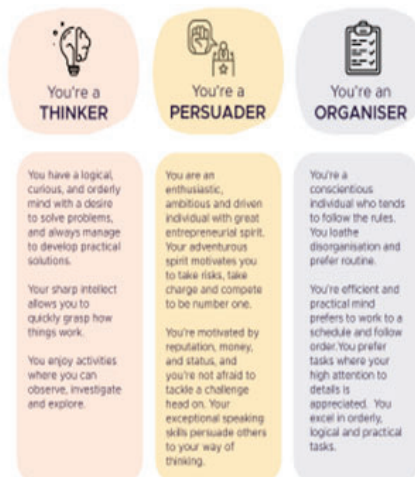 You're a
THINKER
You have a logical,
curious, and orderly
mind with a desire
to solve problems,
and always manage
to develop practical
solutions.
Your sharp intellect
allows you to
quickly grasp how
things work.
You enjoy activities
where you can
observe, investigate
and explore.
You're a
PERSUADER
You are an
enthusiastic,
ambitious and driven
individual with great
entrepreneurial spirit.
Your adventurous
spirit motivates you
to take risks, take
charge and compete
to be number one.
You're motivated by
reputation, money,
and status, and
you're not afraid to
tackle a challenge
head on. Your
exceptional speaking
skills persuade others
to your way of
thinking.
You're an
ORGANISER
You're a
conscientious
individual who tends
to follow the rules.
You loathe
disorganisation and
prefer routine.
You're efficient and
practical mind
prefers to work to a
schedule and follow
order.You prefer
tasks where your
high attention to
details is
appreciated. You
excel in orderly,
logical and practical
tasks.